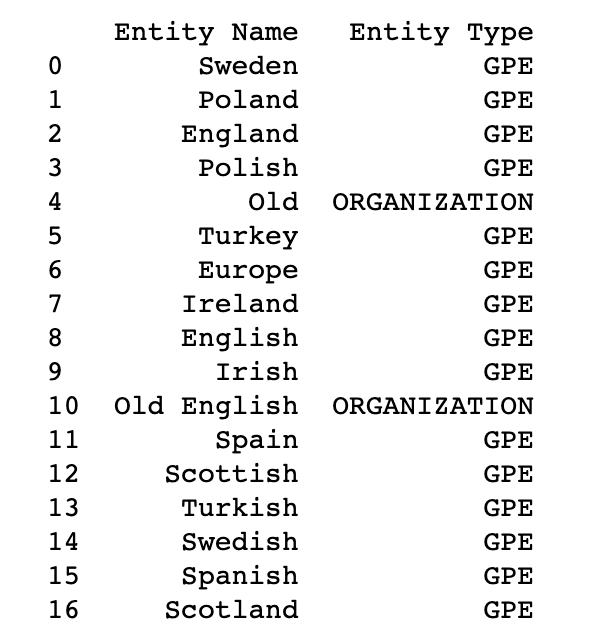 Entity Name Entity Type
0 Sweden GPE
1 Poland GPE
2 England GPE
3 Polish GPE
4 Old ORGANIZATION
5 Turkey GPE
6 Europe GPE
7 Ireland GPE
8 English GPE
9 Irish GPE
10 Old English ORGANIZATION
11 Spain GPE
12 Scottish GPE
13 Turkish GPE
14 Swedish GPE
15 Spanish GPE
16 Scotland GPE